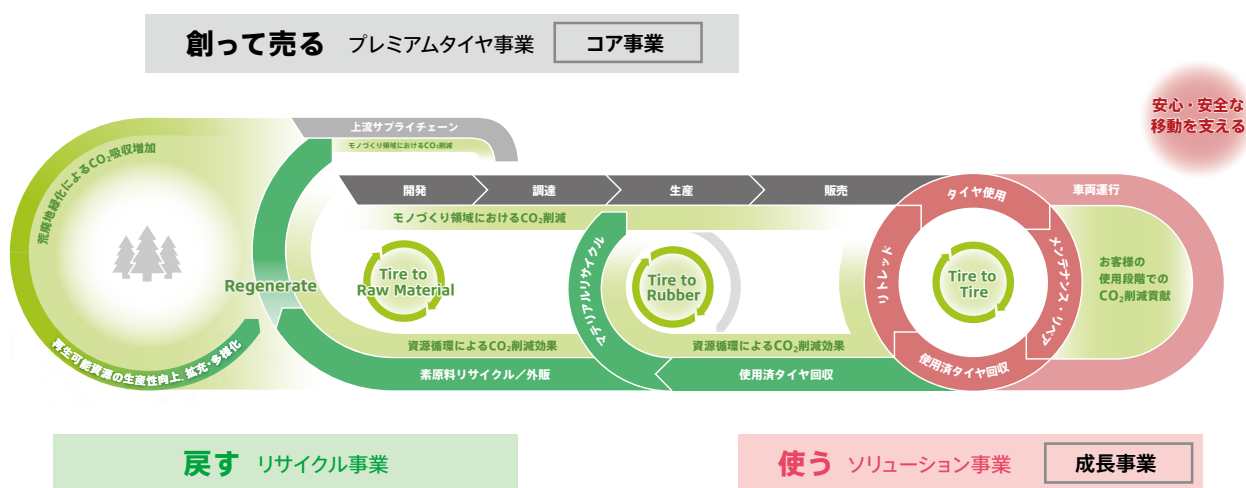 創って売る プレミアムタイヤ事業 コア事業
安心・安全な
移動を支える
上流サプライチェーン
モノづくり領域におけるCO₂削減
荒廃地緑化によるCO₂吸収増加
開発 調達 生産 販売
モノづくり領域におけるCO₂削減
タイヤ使用
車両運行
メンテナンス・リペア
リトレッド
使用済タイヤ回収
マテリアルリサイクル
Regenerate
Tire to
Raw Material
Tire to
Rubber
Tire to
Tire
お客様の
使用段階での
CO₂削減貢献
資源循環によるCO₂削減効果
資源循環によるCO₂削減効果
再生可能資源の生産性向上、拡充・多様化
素原料リサイクル／外販
使用済タイヤ回収
戻す リサイクル事業
使う ソリューション事業 成長事業